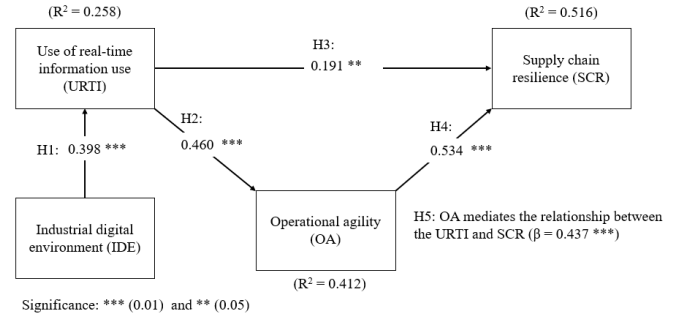 (R² = 0.258)
(R² = 0.516)
Use of real-time
information use
(URTI)
H3:
0.191 **
Supply chain
resilience (SCR)
H2:
0.460 ***
H4:
0.534 ***
H1: 0.398 ***
Industrial digital
environment (IDE)
Operational agility
(OA)
H5: OA mediates the relationship between
the URTI and SCR (β = 0.437 ***)
(R² = 0.412)
Significance: *** (0.01) and ** (0.05)